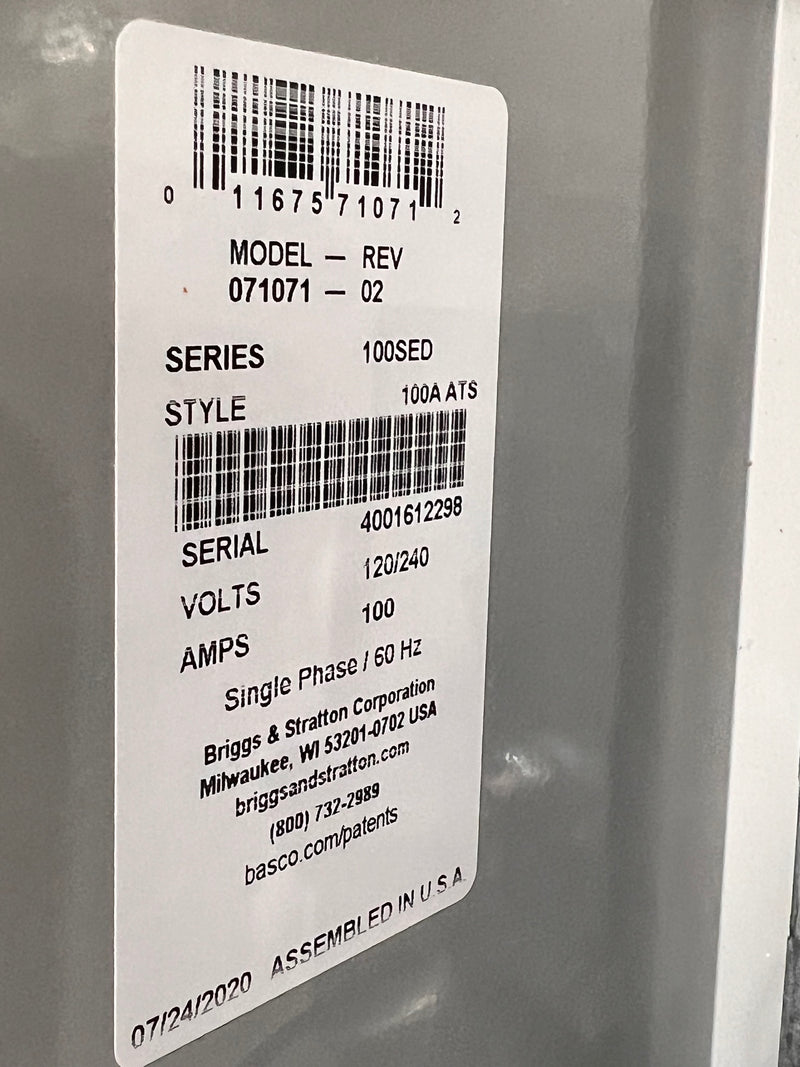 0 11675 71071 2
MODEL — REV
071071 — 02
SERIES 100SED
STYLE 100A ATS
SERIAL 4001612298
VOLTS 120/240
AMPS 100
Single Phase / 60 Hz
Briggs & Stratton Corporation
Milwaukee, WI 53201-0702 USA
briggsandstratton.com
(800) 732-2989
basco.com/patents
07/24/2020 ASSEMBLED IN U.S.A.